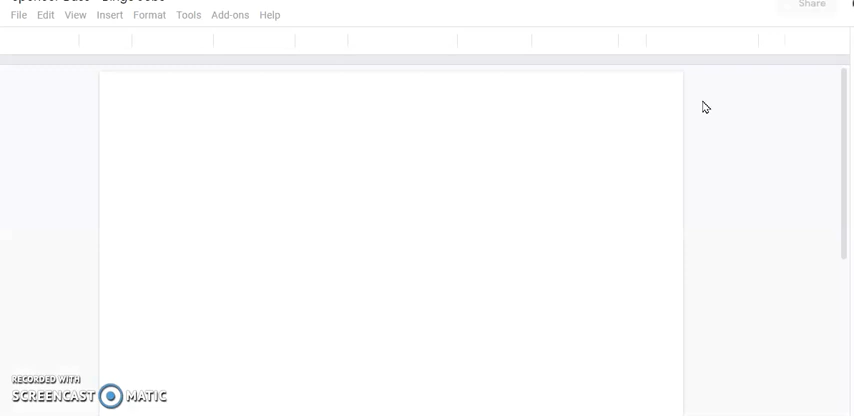 File Edit View Insert Format Tools Add-ons Help
Share
RECORDED WITH
SCREENCAST MATIC